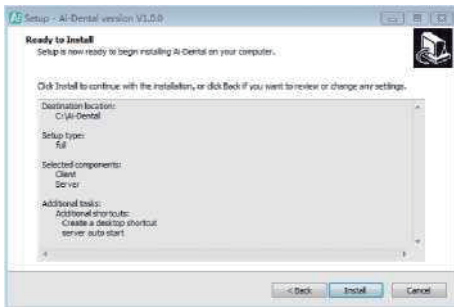 Setup - Ai-Dental version V1.0.0
Ready to Install
Setup is now ready to begin installing Ai-Dental on your computer.
Click Install to continue with the installation, or click Back if you want to review or change any settings.
Destination location:
C:\Ai-Dental
Setup type:
full
Selected components:
Client
Server
Additional tasks:
Additional shortcuts:
Create a desktop shortcut
server auto start
< Back
Install
Cancel